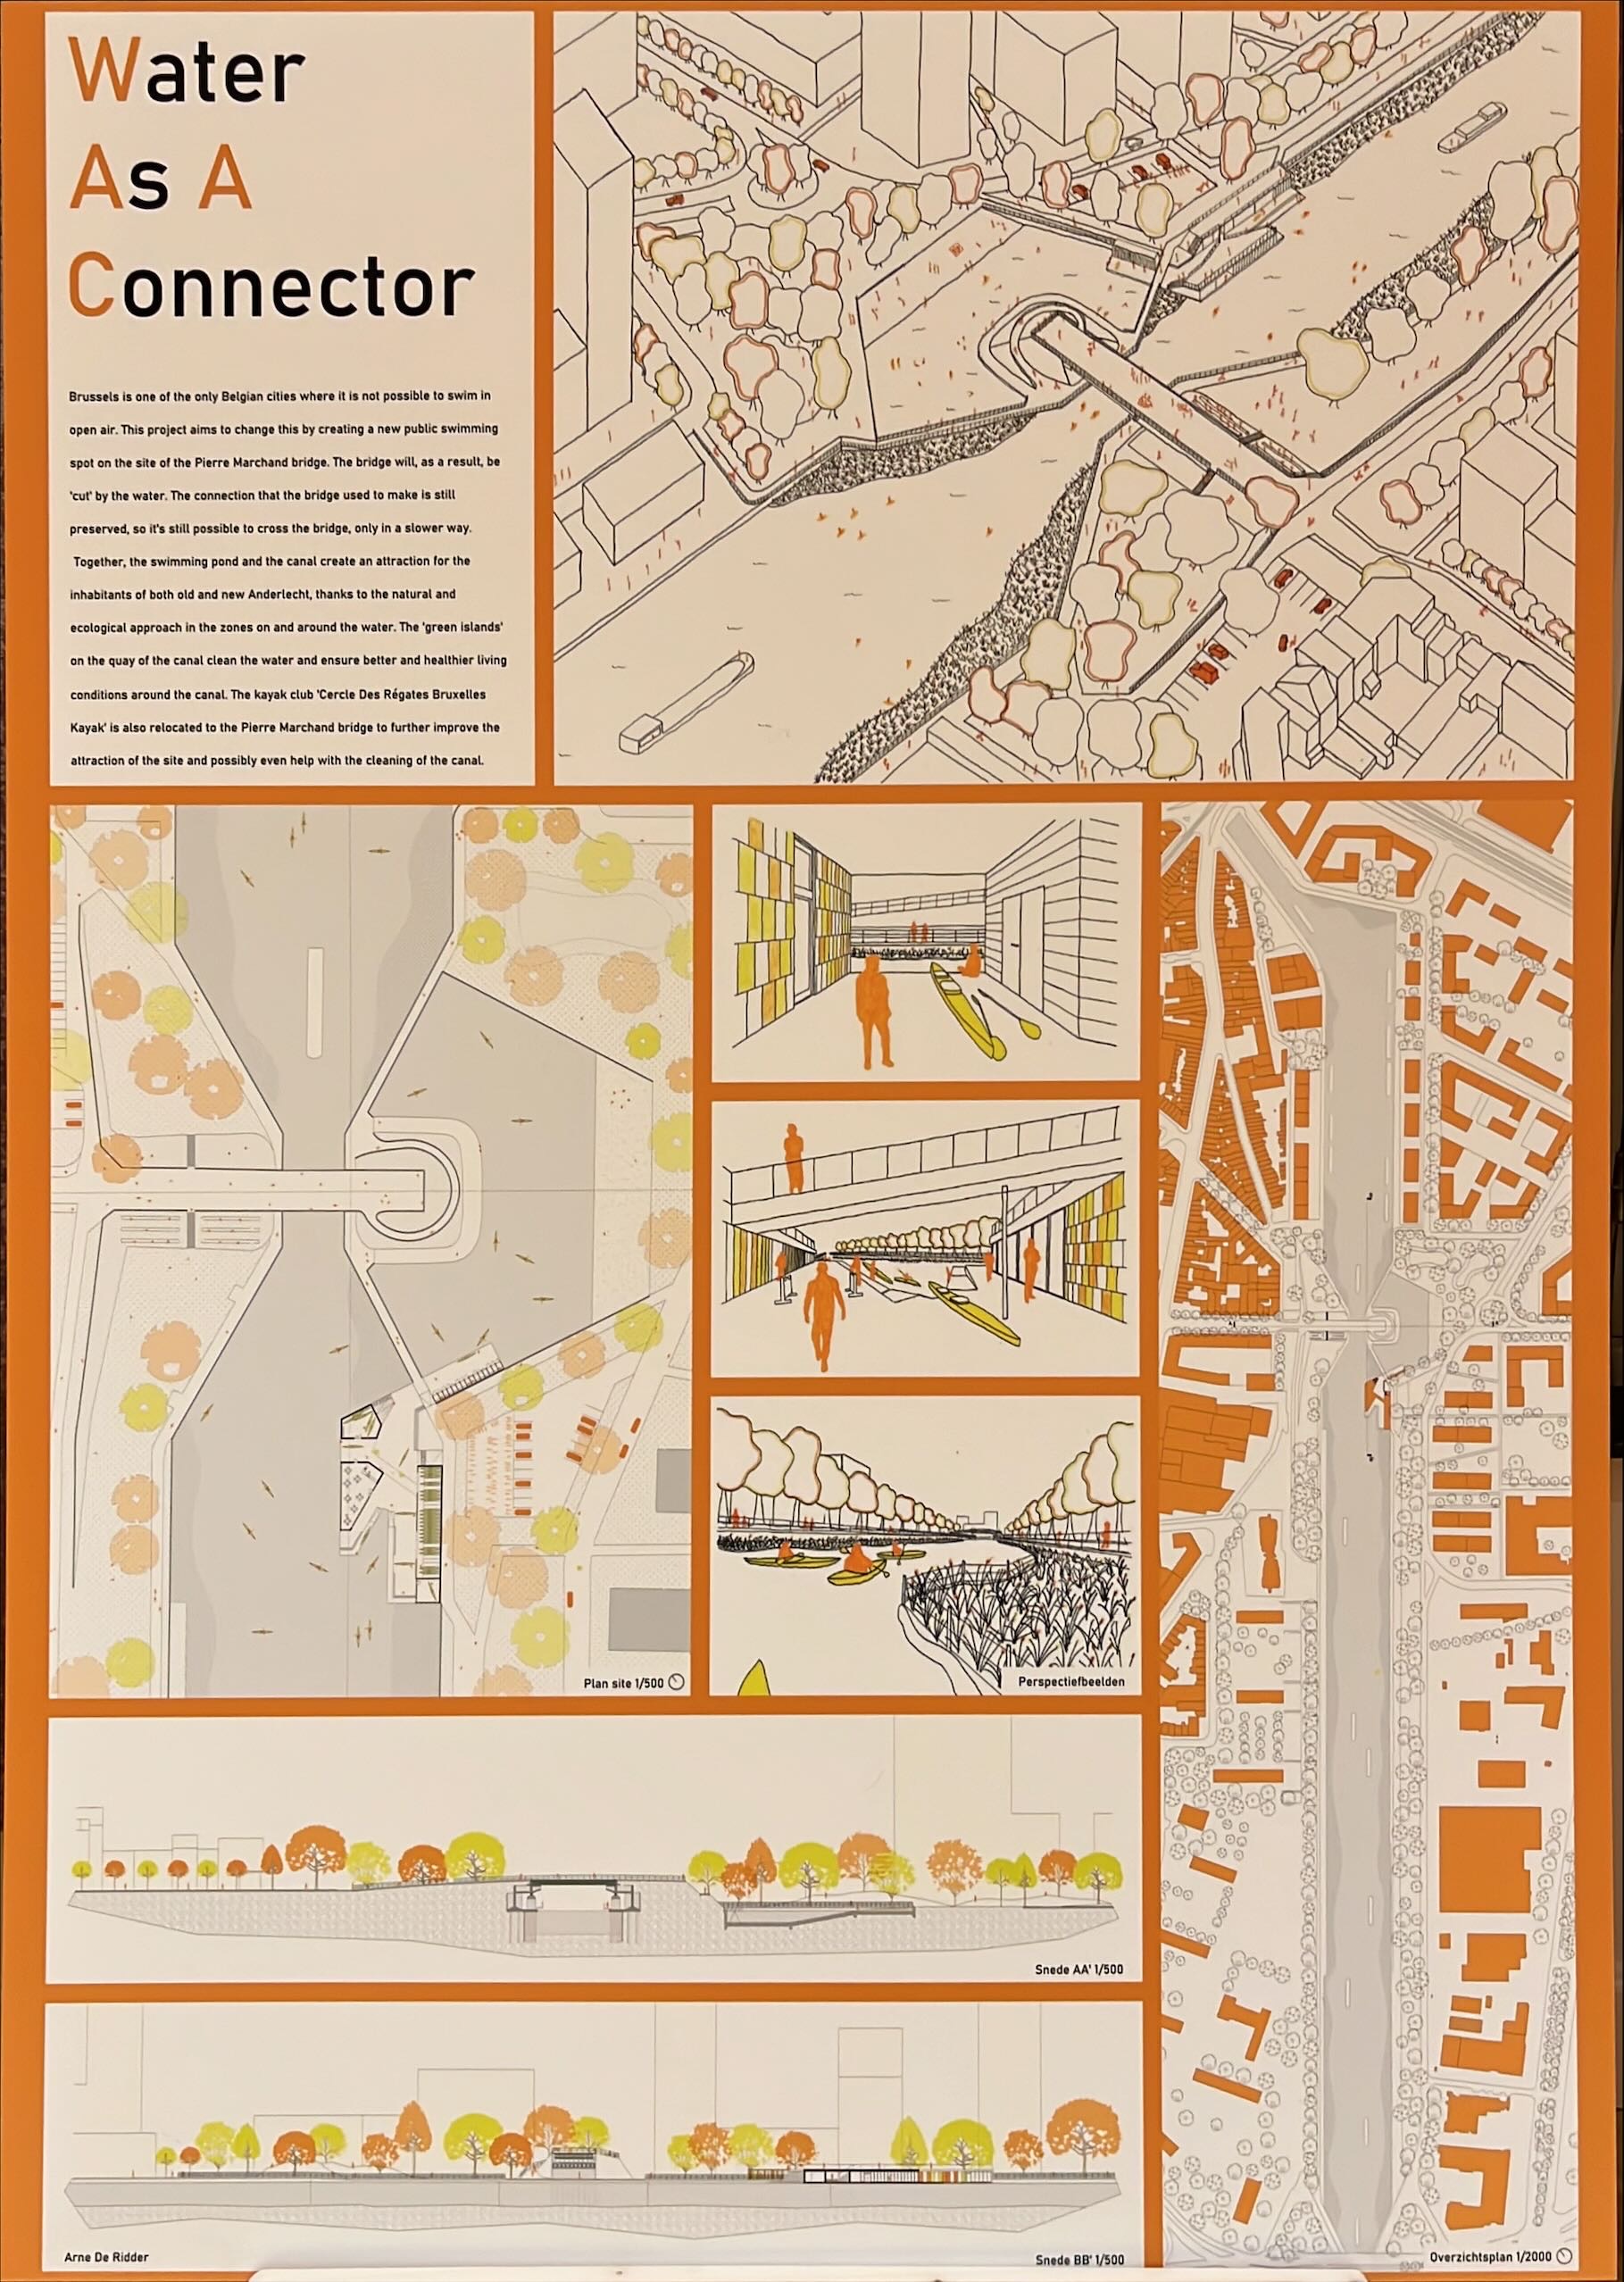 Water
As A
Connector
Brussels is one of the only Belgian cities where it is not possible to swim in
open air. This project aims to change this by creating a new public swimming
spot on the site of the Pierre Marchand bridge. The bridge will, as a result, be
'cut' by the water. The connection that the bridge used to make is still
preserved, so it's still possible to cross the bridge, only in a slower way.
Together, the swimming pond and the canal create an attraction for the
inhabitants of both old and new Anderlecht, thanks to the natural and
ecological approach in the zones on and around the water. The 'green islands'
on the quay of the canal clean the water and ensure better and healthier living
conditions around the canal. The kayak club 'Cercle Des Régates Bruxelles
Kayak' is also relocated to the Pierre Marchand bridge to further improve the
attraction of the site and possibly even help with the cleaning of the canal.
Plan site 1/500
Perspectiefbeelden
Snede AA' 1/500
Arne De Ridder
Snede BB' 1/500
Overzichtsplan 1/2000